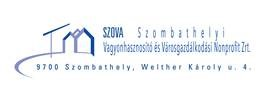 SZOVA Szombathelyi
Vagyonhasznosító és Városgazdálkodási Nonprofit Zrt.
9700 Szombathely, Welther Károly u. 4.